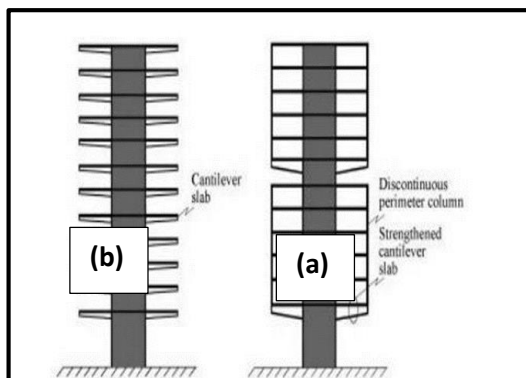 Cantilever
slab
(b)
Discontinuous
perimeter column
(a)
Strengthened
cantilever
slab